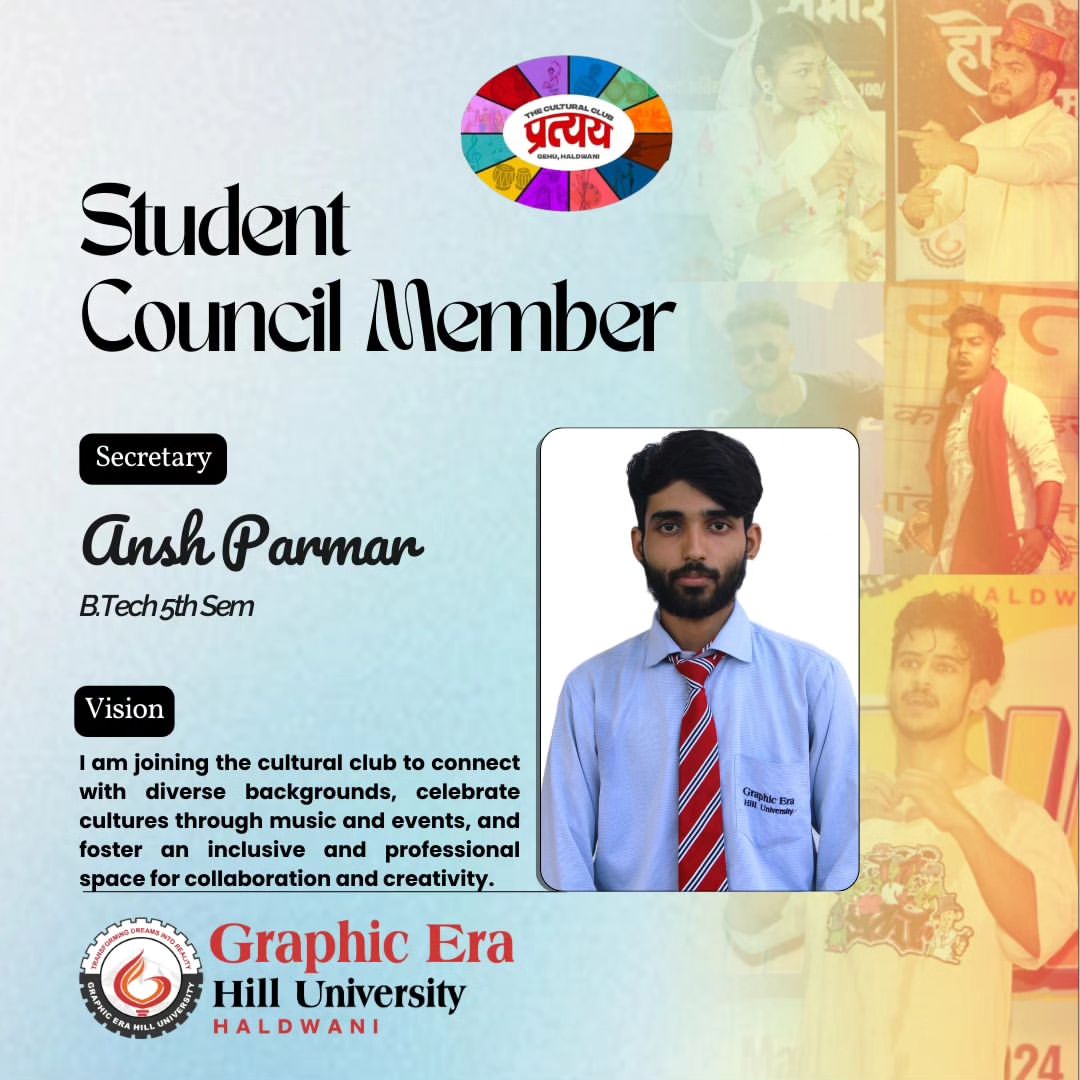 THE CULTURAL CLUB
प्रत्यय
GEHU, HALDWANI
Student
Council Member
Secretary
Ansh Parmar
B.Tech 5th Sem
Vision
I am joining the cultural club to connect
with diverse backgrounds, celebrate
cultures through music and events, and
foster an inclusive and professional
space for collaboration and creativity.
Graphic Era
Hill University
TRANSFORMING DREAMS INTO REALITY
GRAPHIC ERA HILL UNIVERSITY
Graphic Era
Hill University
HALDWANI
100/
हो
HALDW
024